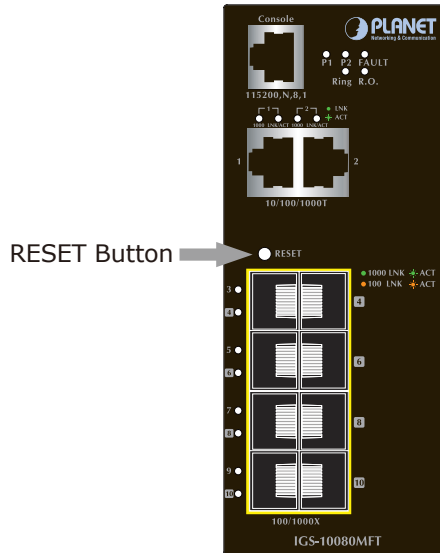 Console
PLANET
Networking & Communication
P1 P2 FAULT
Ring R.O.
115200,N,8,1
1 2 LNK
1000 LNK/ACT 1000 LNK/ACT ACT
1 2
10/100/1000T
RESET Button
RESET
1000 LNK ACT
100 LNK ACT
3
4 4
5
6 6
7
8 8
9
10 10
100/1000X
IGS-10080MFT